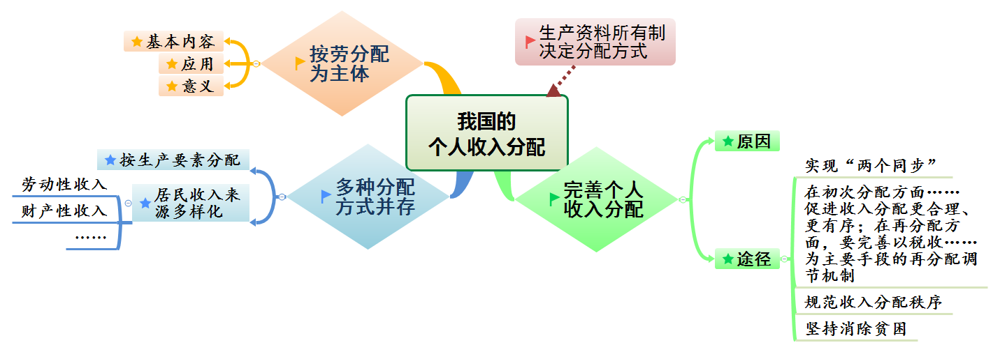 生产资料所有制
决定分配方式
我国的
个人收入分配
按劳分配
为主体
基本内容
应用
意义
多种分配
方式并存
按生产要素分配
居民收入来
源多样化
劳动性收入
财产性收入
……
完善个人
收入分配
原因
途径
实现“两个同步”
在初次分配方面……
促进收入分配更合理、
更有序；在再分配方
面，要完善以税收……
为主要手段的再分配调
节机制
规范收入分配秩序
坚持消除贫困